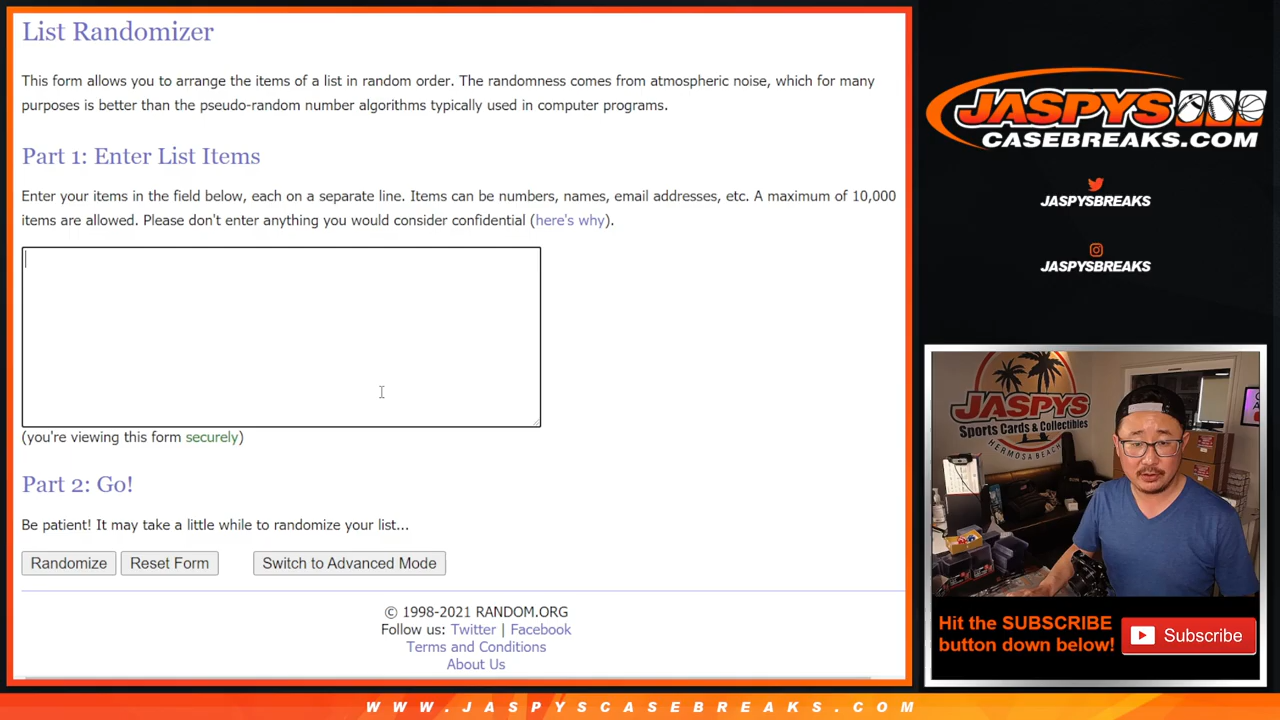 List Randomizer
This form allows you to arrange the items of a list in random order. The randomness comes from atmospheric noise, which for many
purposes is better than the pseudo-random number algorithms typically used in computer programs.
Part 1: Enter List Items
Enter your items in the field below, each on a separate line. Items can be numbers, names, email addresses, etc. A maximum of 10,000
items are allowed. Please don't enter anything you would consider confidential (here's why).
(you're viewing this form securely)
Part 2: Go!
Be patient! It may take a little while to randomize your list...
Randomize Reset Form Switch to Advanced Mode
© 1998-2021 RANDOM.ORG
Follow us: Twitter | Facebook
Terms and Conditions
About Us
JASPYS
CASEBREAKS.COM
JASPYSBREAKS
JASPYSBREAKS
JASPYS
Sports Cards & Collectibles
HERMOSA BEACH
Hit the SUBSCRIBE
button down below!
Subscribe
WWW.JASPYSCASEBREAKS.COM